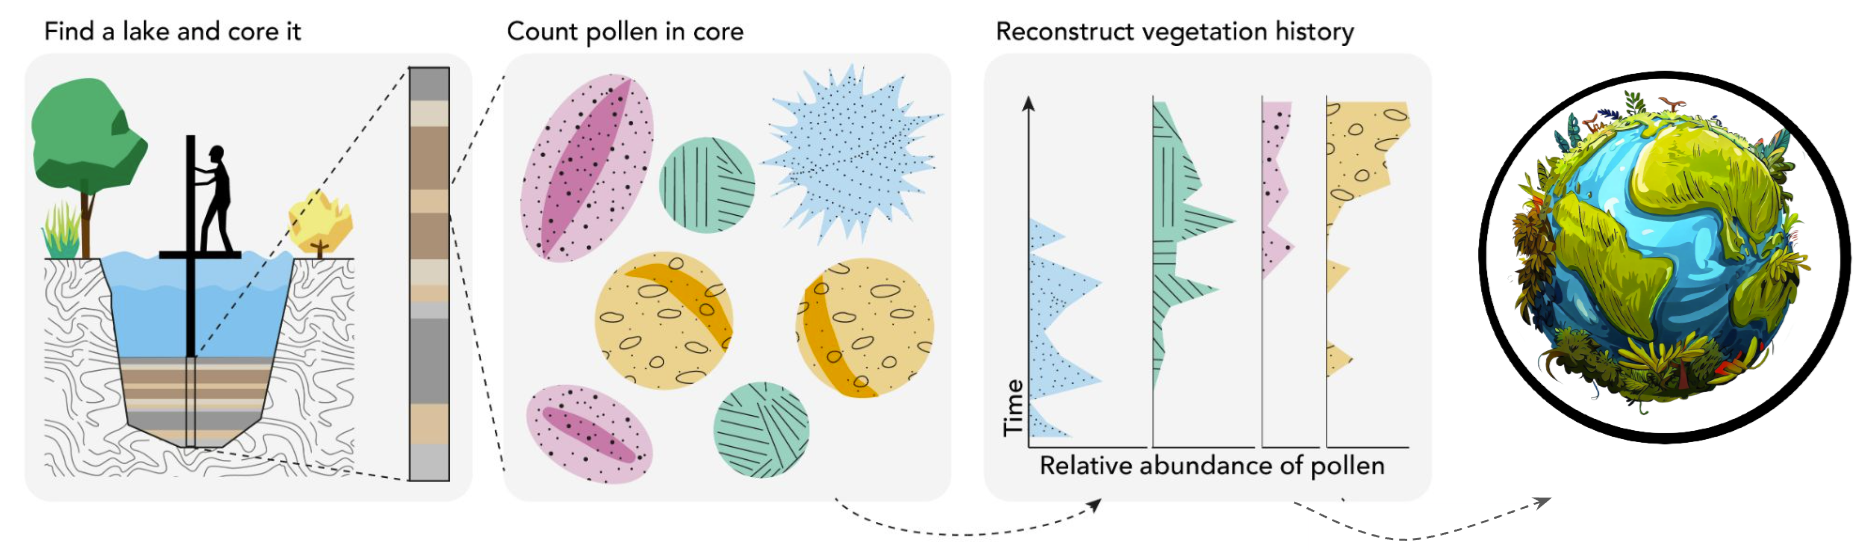 Find a lake and core it
Count pollen in core
Reconstruct vegetation history
Time
Relative abundance of pollen